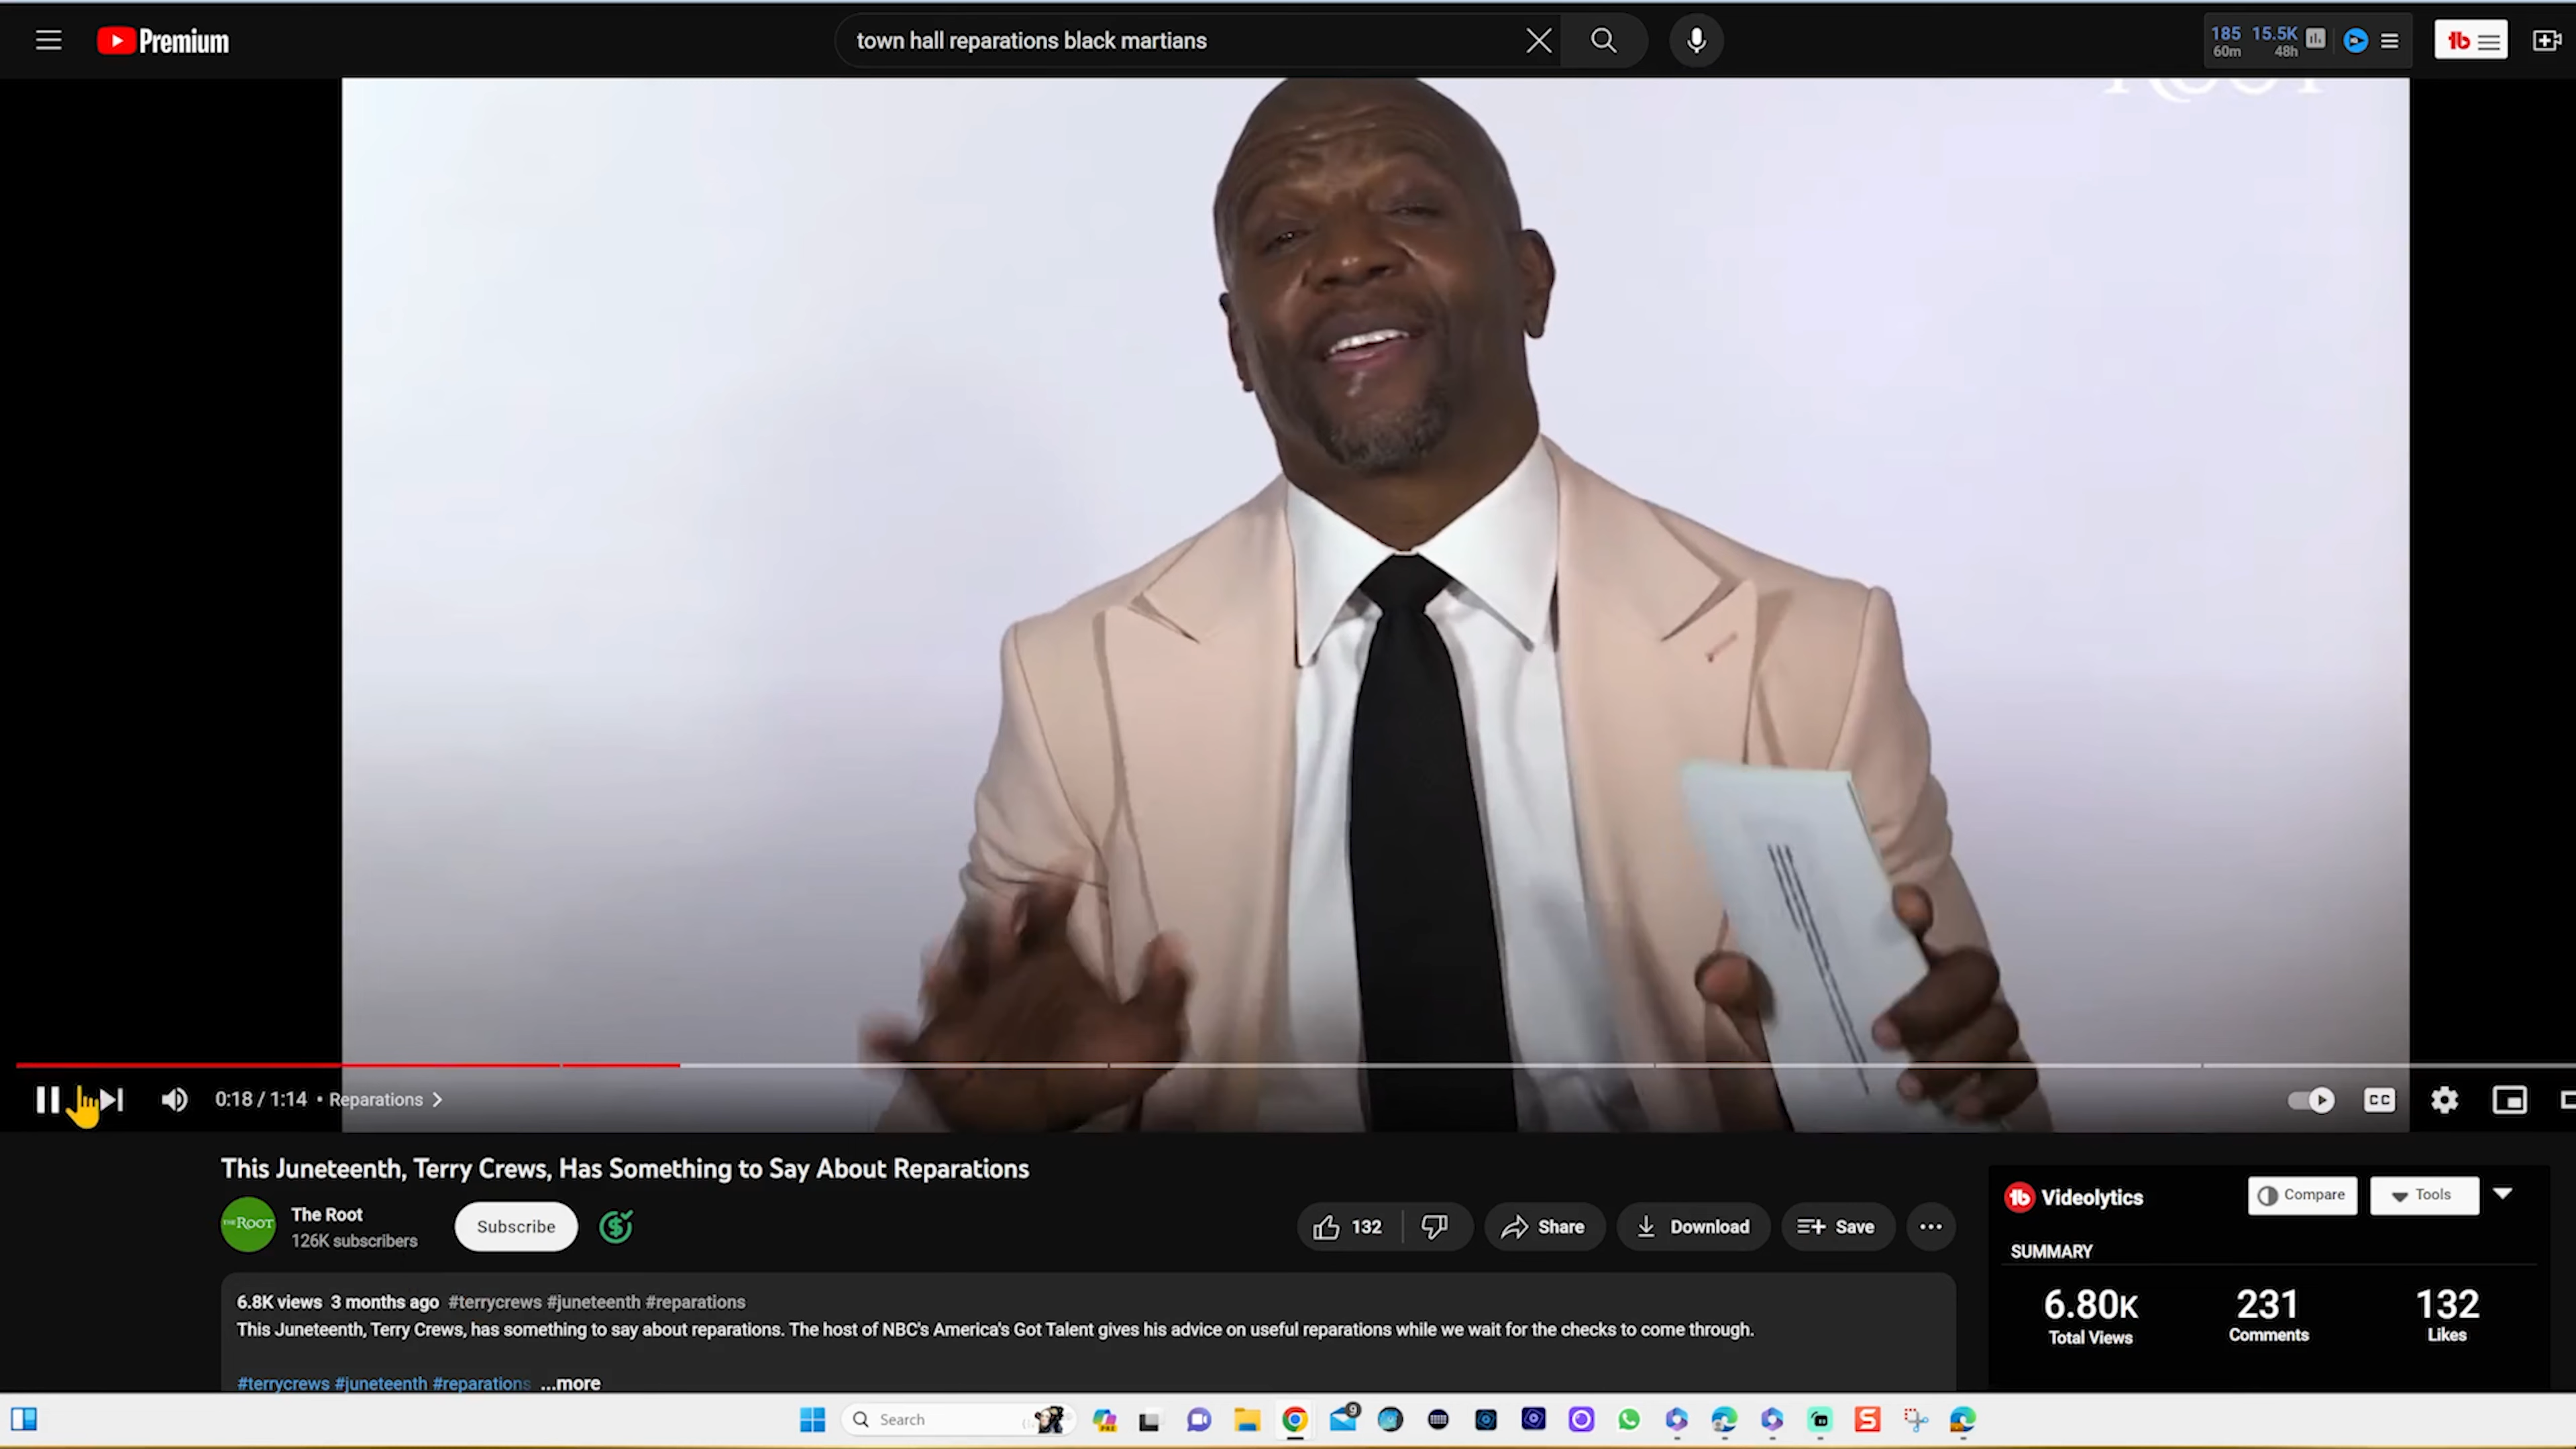 Premium
town hall reparations black martians
185 15.5K
60m 48h
0:18 / 1:14 • Reparations
CC
This Juneteenth, Terry Crews, Has Something to Say About Reparations
THE ROOT
The Root
126K subscribers
Subscribe
132
Share
Download
Save
6.8K views 3 months ago #terrycrews #juneteenth #reparations
This Juneteenth, Terry Crews, has something to say about reparations. The host of NBC's America's Got Talent gives his advice on useful reparations while we wait for the checks to come through.
#terrycrews #juneteenth #reparations ...more
Videolytics
Compare
Tools
SUMMARY
6.80K 231 132
Total Views Comments Likes
Search
9